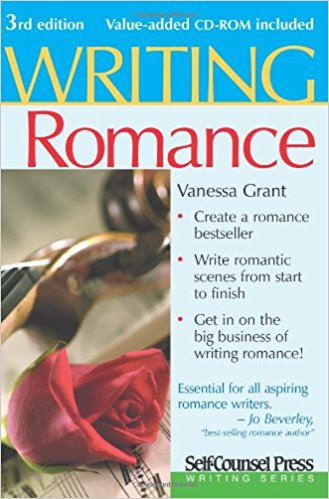 3rd edition Value-added CD-ROM included
WRITING
Romance
Vanessa Grant
• Create a romance
bestseller
• Write romantic
scenes from start
to finish
• Get in on the
big business of
writing romance!
Essential for all aspiring
romance writers.
– Jo Beverley,
"best-selling romance author"
Self-Counsel Press
WRITING SERIES